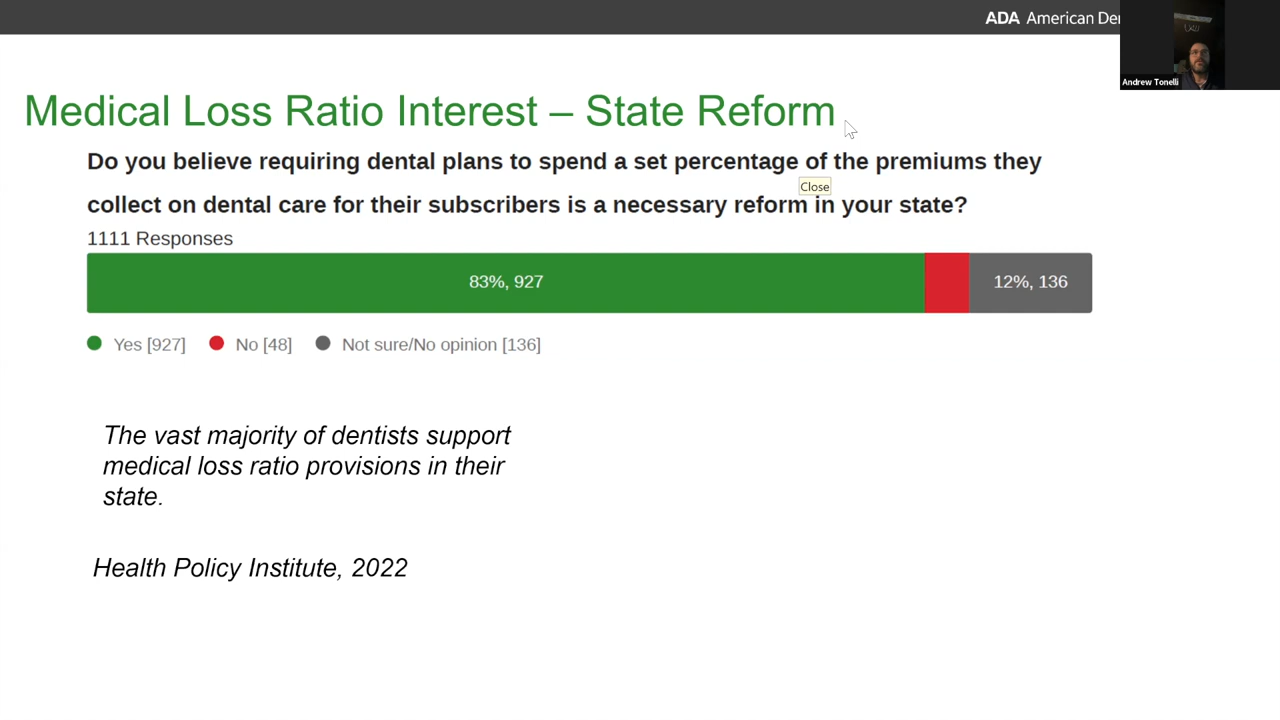 ADA American De
Andrew Tonelli
Medical Loss Ratio Interest – State Reform
Do you believe requiring dental plans to spend a set percentage of the premiums they
Close
collect on dental care for their subscribers is a necessary reform in your state?
1111 Responses
83%, 927
12%, 136
Yes [927] No [48] Not sure/No opinion [136]
The vast majority of dentists support
medical loss ratio provisions in their
state.
Health Policy Institute, 2022